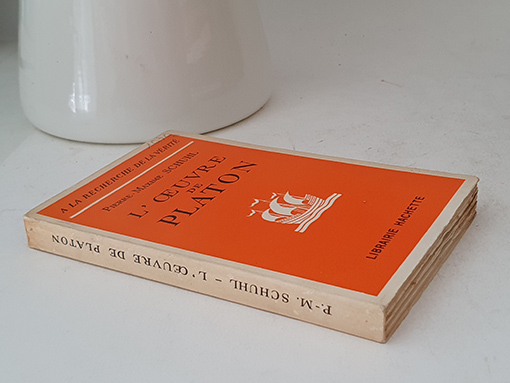 A LA RECHERCHE DE LA VÉRITÉ
PIERRE-MAXIME SCHUHL
L'ŒUVRE
DE
PLATON
LIBRAIRIE HACHETTE
P.-M. SCHUHL – L'ŒUVRE DE PLATON